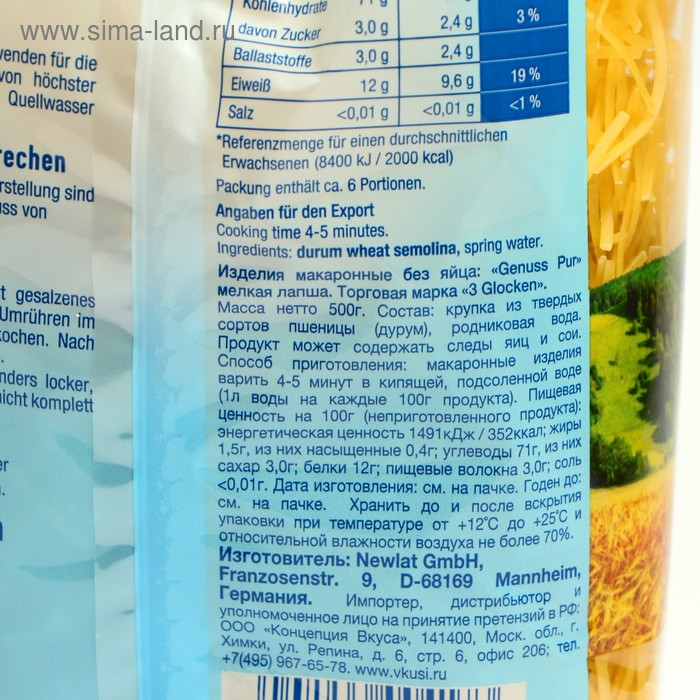 www.sima-land.ru
wenden für die
von höchster
Quellwasser
rechen
rstellung sind
uss von
t gesalzenes
Umrühren im
kochen. Nach
nders locker,
nicht komplett
er
Kohlenhydrate 71 g
davon Zucker 3,0 g 2,4 g 3 %
Ballaststoffe 3,0 g 2,4 g
Eiweiß 12 g 9,6 g 19 %
Salz <0,01 g <0,01 g <1 %
*Referenzmenge für einen durchschnittlichen
Erwachsenen (8400 kJ / 2000 kcal)
Packung enthält ca. 6 Portionen.
Angaben für den Export
Cooking time 4-5 minutes.
Ingredients: durum wheat semolina, spring water.
Изделия макаронные без яйца: «Genuss Pur»
мелкая лапша. Торговая марка «3 Glocken».
Масса нетто 500г. Состав: крупка из твердых
сортов пшеницы (дурум), родниковая вода.
Продукт может содержать следы яиц и сои.
Способ приготовления: макаронные изделия
варить 4-5 минут в кипящей, подсоленной воде
(1л воды на каждые 100г продукта). Пищевая
ценность на 100г (неприготовленного продукта):
энергетическая ценность 1491кДж / 352ккал; жиры
1,5г, из них насыщенные 0,4г; углеводы 71г, из них
сахар 3,0г; белки 12г; пищевые волокна 3,0г; соль
<0,01г. Дата изготовления: см. на пачке. Годен до:
см. на пачке. Хранить до и после вскрытия
упаковки при температуре от +12°C до +25°C и
относительной влажности воздуха не более 70%.
Изготовитель: Newlat GmbH,
Franzosenstr. 9, D-68169 Mannheim,
Германия. Импортер, дистрибьютор и
уполномоченное лицо на принятие претензий в РФ:
ООО «Концепция Вкуса», 141400, Моск. обл., г.
Химки, ул. Репина, д. 6, стр. 6, офис 206; тел.
+7(495) 967-65-78. www.vkusi.ru